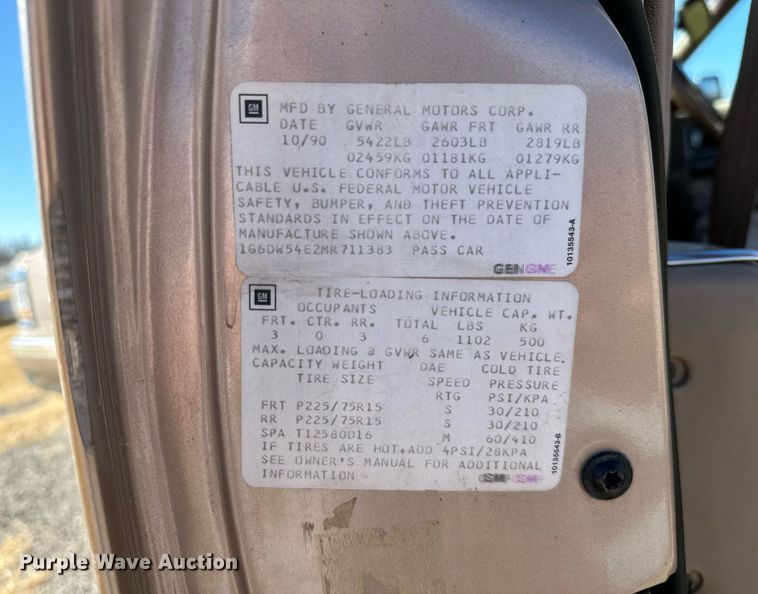 GM MFD BY GENERAL MOTORS CORP.
DATE GVWR GAWR FRT GAWR RR
10/90 5422LB 2603LB 2819LB
02459KG 01181KG 01279KG
THIS VEHICLE CONFORMS TO ALL APPLI-
CABLE U.S. FEDERAL MOTOR VEHICLE
SAFETY, BUMPER, AND THEFT PREVENTION
STANDARDS IN EFFECT ON THE DATE OF
MANUFACTURE SHOWN ABOVE.
1G6DW54E2MR711383 PASS CAR
10135543-A
GM TIRE-LOADING INFORMATION
OCCUPANTS VEHICLE CAP. WT.
FRT. CTR. RR. TOTAL LBS KG
3 0 3 6 1102 500
MAX. LOADING @ GVWR SAME AS VEHICLE
CAPACITY WEIGHT DAE COLD TIRE
TIRE SIZE SPEED PRESSURE
RTG PSI/KPA
FRT P225/75R15 S 30/210
RR P225/75R15 S 30/210
SPA T12580D16 M 60/410
IF TIRES ARE HOT,ADD 4PSI/28KPA
SEE OWNER'S MANUAL FOR ADDITIONAL
INFORMATION
10135543-B
Purple Wave Auction